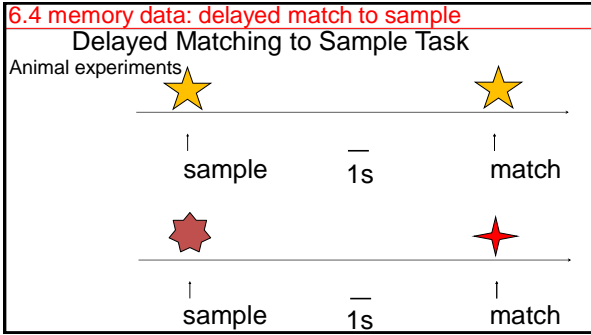 6.4 memory data: delayed match to sample
Delayed Matching to Sample Task
Animal experiments
sample 1s match
sample 1s match